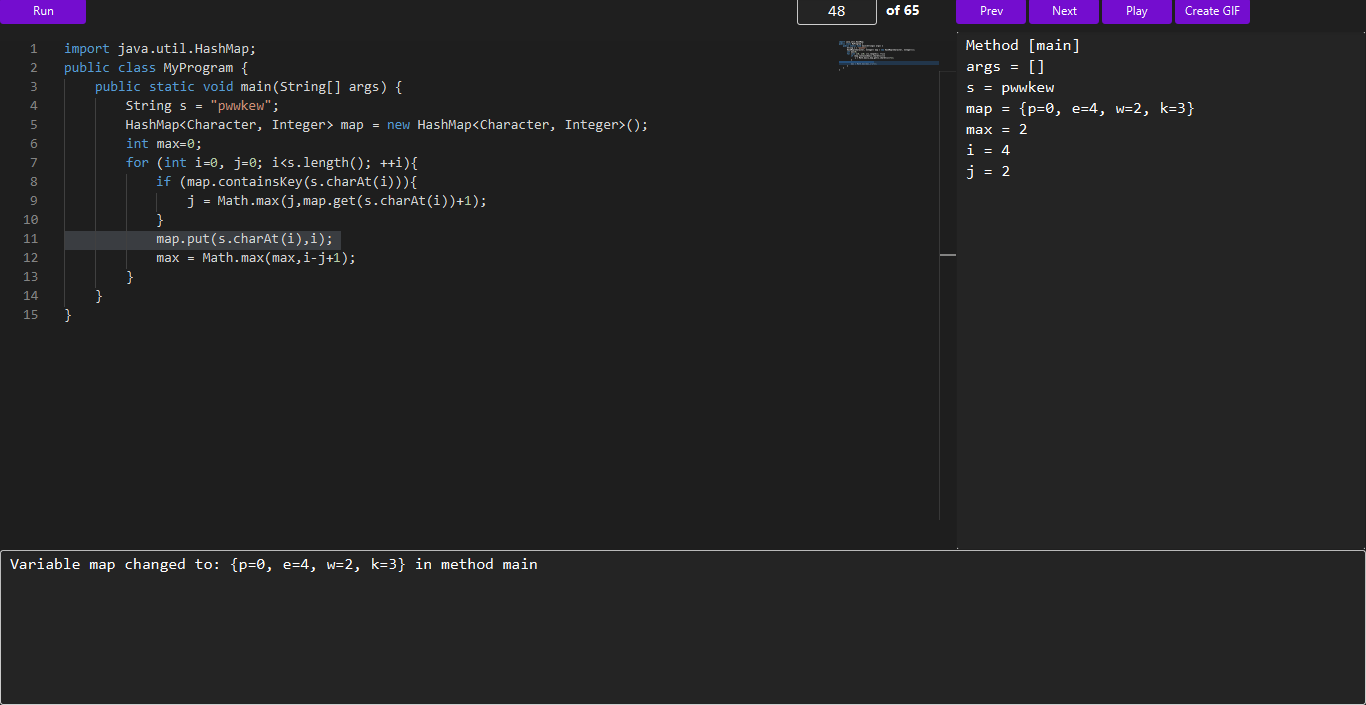 Run 48 of 65 Prev Next Play Create GIF
1 import java.util.HashMap;
2 public class MyProgram {
3 public static void main(String[] args) {
4 String s = "pwwkew";
5 HashMap<Character, Integer> map = new HashMap<Character, Integer>();
6 int max=0;
7 for (int i=0, j=0; i<s.length(); ++i){
8 if (map.containsKey(s.charAt(i))){
9 j = Math.max(j,map.get(s.charAt(i))+1);
10 }
11 map.put(s.charAt(i),i);
12 max = Math.max(max,i-j+1);
13 }
14 }
15 }
Method [main]
args = []
s = pwwkew
map = {p=0, e=4, w=2, k=3}
max = 2
i = 4
j = 2
Variable map changed to: {p=0, e=4, w=2, k=3} in method main